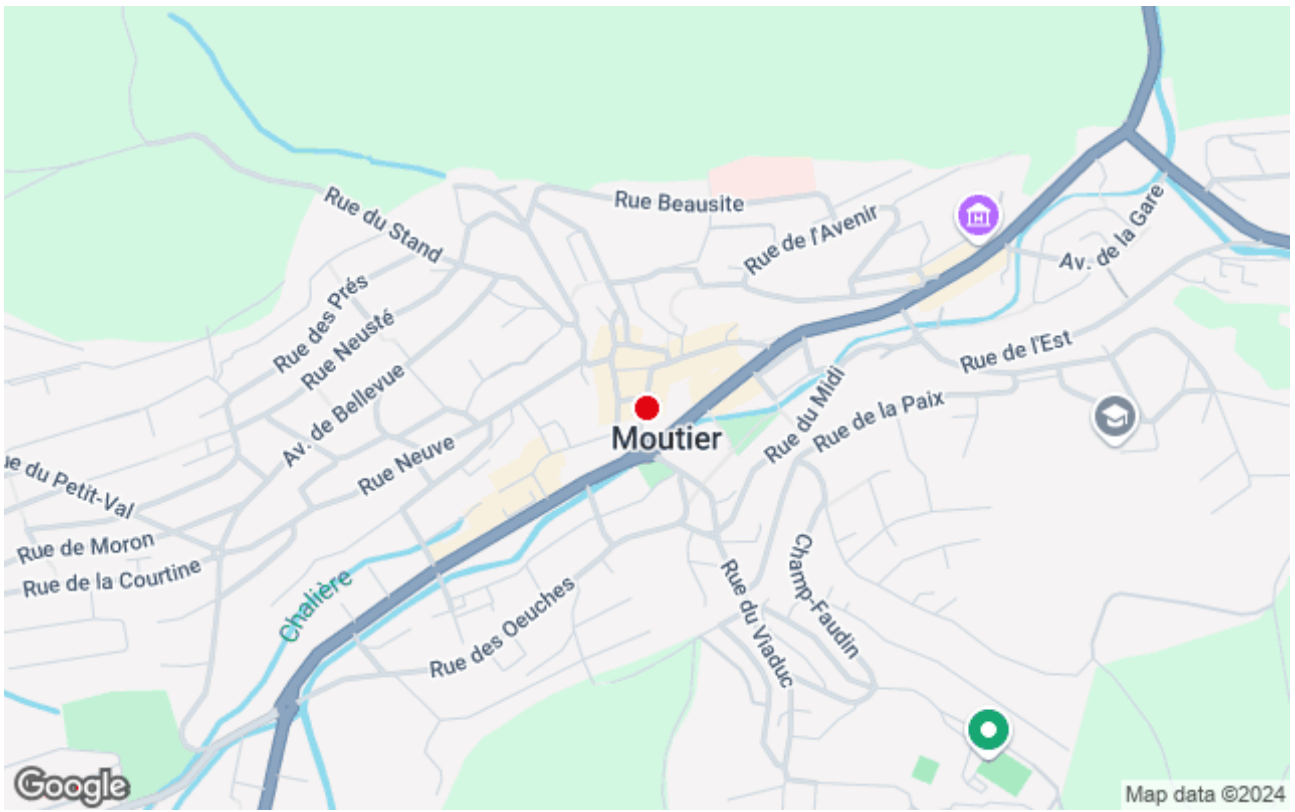 Rue Beausite
Rue du Stand
Rue de l'Avenir
Av. de la Gare
Rue des Prés
Rue Neusté
Rue de l'Est
Av. de Bellevue
Rue du Midi
Rue de la Paix
Moutier
Rue Neuve
ue du Petit-Val
Rue de Moron
Rue de la Courtine
Chalière
Rue des Oeuches
Rue du Viaduc
Champ-Faudin
Google
Map data ©2024